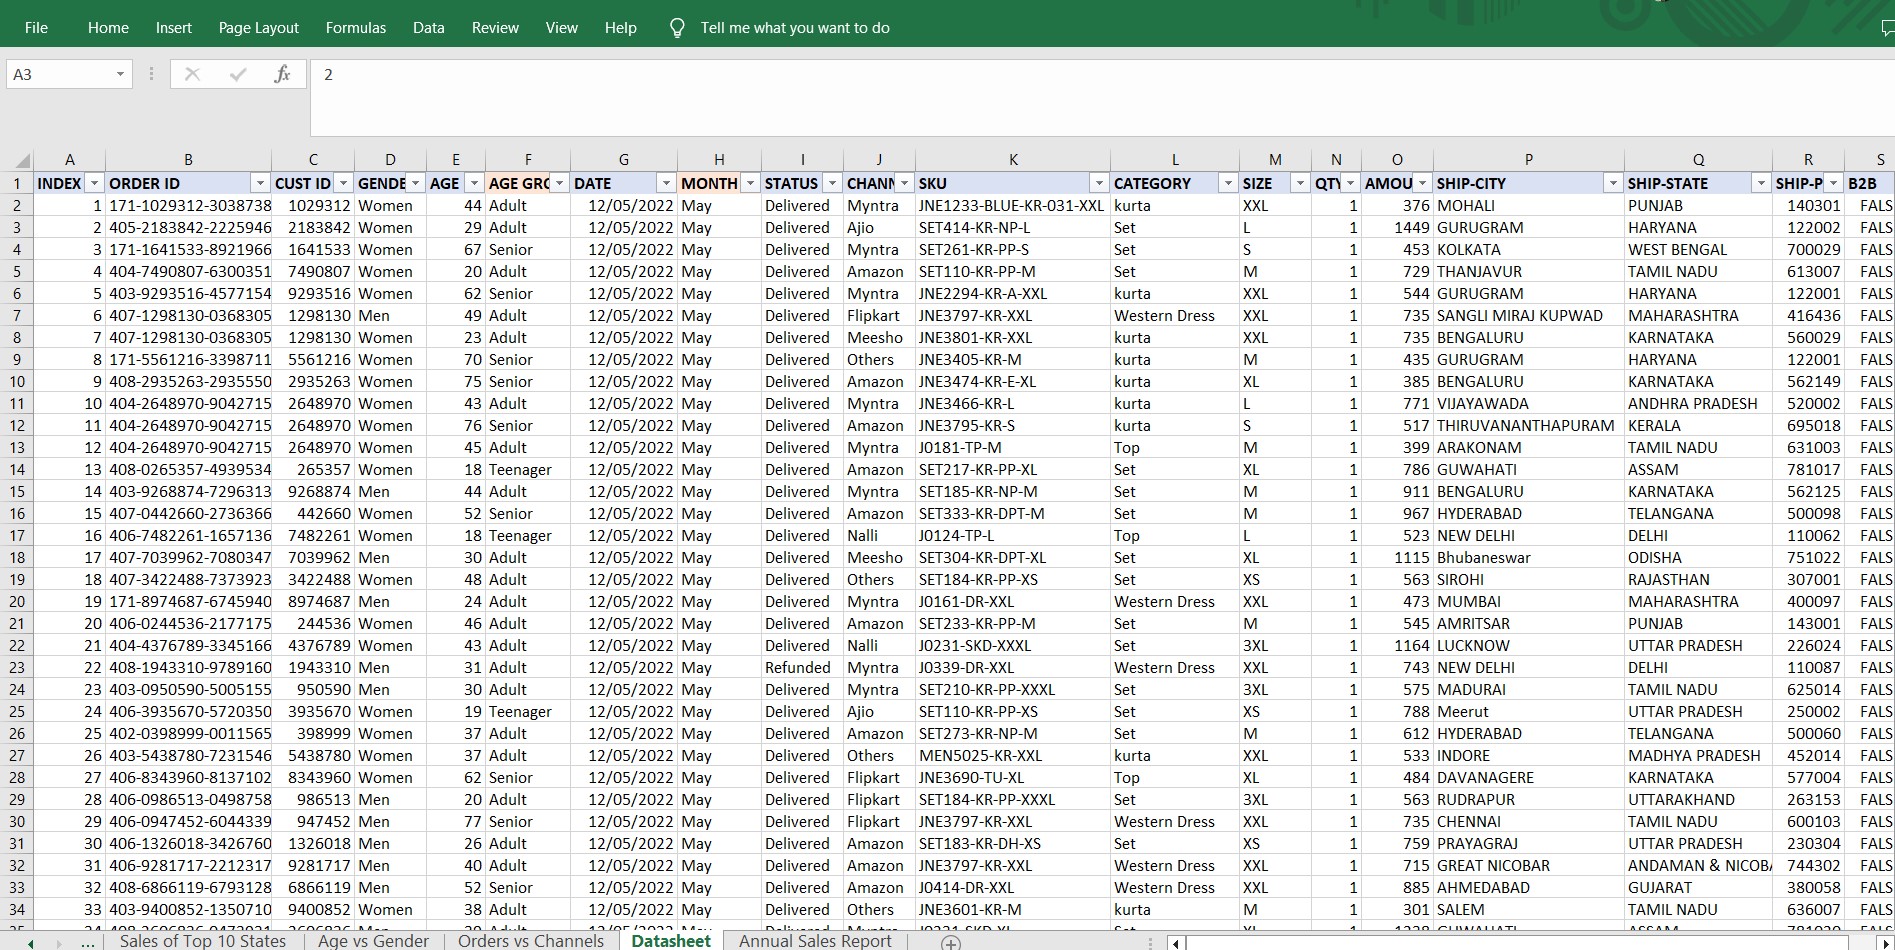 File Home Insert Page Layout Formulas Data Review View Help Tell me what you want to do
A3 fx 2
A B C D E F G H I J K L M N O P Q R S
1 INDEX ORDER ID CUST ID GENDE AGE AGE GRO DATE MONTH STATUS CHANN SKU CATEGORY SIZE QTY AMOU SHIP-CITY SHIP-STATE SHIP-P B2B
2 1 171-1029312-3038738 1029312 Women 44 Adult 12/05/2022 May Delivered Myntra JNE1233-BLUE-KR-031-XXL kurta XXL 1 376 MOHALI PUNJAB 140301 FALS
3 2 405-2183842-2225946 2183842 Women 29 Adult 12/05/2022 May Delivered Ajio SET414-KR-NP-L Set L 1 1449 GURUGRAM HARYANA 122002 FALS
4 3 171-1641533-8921966 1641533 Women 67 Senior 12/05/2022 May Delivered Myntra SET261-KR-PP-S Set S 1 453 KOLKATA WEST BENGAL 700029 FALS
5 4 404-7490807-6300351 7490807 Women 20 Adult 12/05/2022 May Delivered Amazon SET110-KR-PP-M Set M 1 729 THANJAVUR TAMIL NADU 613007 FALS
6 5 403-9293516-4577154 9293516 Women 62 Senior 12/05/2022 May Delivered Myntra JNE2294-KR-A-XXL kurta XXL 1 544 GURUGRAM HARYANA 122001 FALS
7 6 407-1298130-0368305 1298130 Men 49 Adult 12/05/2022 May Delivered Flipkart JNE3797-KR-XXL Western Dress XXL 1 735 SANGLI MIRAJ KUPWAD MAHARASHTRA 416436 FALS
8 7 407-1298130-0368305 1298130 Women 23 Adult 12/05/2022 May Delivered Meesho JNE3801-KR-XXL kurta XXL 1 735 BENGALURU KARNATAKA 560029 FALS
9 8 171-5561216-3398711 5561216 Women 70 Senior 12/05/2022 May Delivered Others JNE3405-KR-M kurta M 1 435 GURUGRAM HARYANA 122001 FALS
10 9 408-2935263-2935550 2935263 Women 75 Senior 12/05/2022 May Delivered Amazon JNE3474-KR-E-XL kurta XL 1 385 BENGALURU KARNATAKA 562149 FALS
11 10 404-2648970-9042715 2648970 Women 43 Adult 12/05/2022 May Delivered Myntra JNE3466-KR-L kurta L 1 771 VIJAYAWADA ANDHRA PRADESH 520002 FALS
12 11 404-2648970-9042715 2648970 Women 76 Senior 12/05/2022 May Delivered Amazon JNE3795-KR-S kurta S 1 517 THIRUVANANTHAPURAM KERALA 695018 FALS
13 12 404-2648970-9042715 2648970 Women 45 Adult 12/05/2022 May Delivered Myntra J0181-TP-M Top M 1 399 ARAKONAM TAMIL NADU 631003 FALS
14 13 408-0265357-4939534 265357 Women 18 Teenager 12/05/2022 May Delivered Amazon SET217-KR-PP-XL Set XL 1 786 GUWAHATI ASSAM 781017 FALS
15 14 403-9268874-7296313 9268874 Men 44 Adult 12/05/2022 May Delivered Myntra SET185-KR-NP-M Set M 1 911 BENGALURU KARNATAKA 562125 FALS
16 15 407-0442660-2736366 442660 Women 52 Senior 12/05/2022 May Delivered Amazon SET333-KR-DPT-M Set M 1 967 HYDERABAD TELANGANA 500098 FALS
17 16 406-7482261-1657136 7482261 Women 18 Teenager 12/05/2022 May Delivered Nalli J0124-TP-L Top L 1 523 NEW DELHI DELHI 110062 FALS
18 17 407-7039962-7080347 7039962 Men 30 Adult 12/05/2022 May Delivered Meesho SET304-KR-DPT-XL Set XL 1 1115 Bhubaneswar ODISHA 751022 FALS
19 18 407-3422488-7373923 3422488 Women 48 Adult 12/05/2022 May Delivered Others SET184-KR-PP-XS Set XS 1 563 SIROHI RAJASTHAN 307001 FALS
20 19 171-8974687-6745940 8974687 Men 24 Adult 12/05/2022 May Delivered Myntra J0161-DR-XXL Western Dress XXL 1 473 MUMBAI MAHARASHTRA 400097 FALS
21 20 406-0244536-2177175 244536 Women 46 Adult 12/05/2022 May Delivered Amazon SET233-KR-PP-M Set M 1 545 AMRITSAR PUNJAB 143001 FALS
22 21 404-4376789-3345166 4376789 Women 43 Adult 12/05/2022 May Delivered Nalli J0231-SKD-XXXL Set 3XL 1 1164 LUCKNOW UTTAR PRADESH 226024 FALS
23 22 408-1943310-9789160 1943310 Men 31 Adult 12/05/2022 May Refunded Myntra J0339-DR-XXL Western Dress XXL 1 743 NEW DELHI DELHI 110087 FALS
24 23 403-0950590-5005155 950590 Men 30 Adult 12/05/2022 May Delivered Myntra SET210-KR-PP-XXXL Set 3XL 1 575 MADURAI TAMIL NADU 625014 FALS
25 24 406-3935670-5720350 3935670 Women 19 Teenager 12/05/2022 May Delivered Ajio SET110-KR-PP-XS Set XS 1 788 Meerut UTTAR PRADESH 250002 FALS
26 25 402-0398999-0011565 398999 Women 37 Adult 12/05/2022 May Delivered Amazon SET273-KR-NP-M Set M 1 612 HYDERABAD TELANGANA 500060 FALS
27 26 403-5438780-7231546 5438780 Women 37 Adult 12/05/2022 May Delivered Others MEN5025-KR-XXL kurta XXL 1 533 INDORE MADHYA PRADESH 452014 FALS
28 27 406-8343960-8137102 8343960 Women 62 Senior 12/05/2022 May Delivered Flipkart JNE3690-TU-XL Top XL 1 484 DAVANAGERE KARNATAKA 577004 FALS
29 28 406-0986513-0498758 986513 Men 20 Adult 12/05/2022 May Delivered Flipkart SET184-KR-PP-XXXL Set 3XL 1 563 RUDRAPUR UTTARAKHAND 263153 FALS
30 29 406-0947452-6044339 947452 Men 77 Senior 12/05/2022 May Delivered Flipkart JNE3797-KR-XXL Western Dress XXL 1 735 CHENNAI TAMIL NADU 600103 FALS
31 30 406-1326018-3426760 1326018 Men 26 Adult 12/05/2022 May Delivered Amazon SET183-KR-DH-XS Set XS 1 759 PRAYAGRAJ UTTAR PRADESH 230304 FALS
32 31 406-9281717-2212317 9281717 Men 40 Adult 12/05/2022 May Delivered Amazon JNE3797-KR-XXL Western Dress XXL 1 715 GREAT NICOBAR ANDAMAN & NICOBA 744302 FALS
33 32 408-6866119-6793128 6866119 Men 52 Senior 12/05/2022 May Delivered Amazon J0414-DR-XXL Western Dress XXL 1 885 AHMEDABAD GUJARAT 380058 FALS
34 33 403-9400852-1350710 9400852 Women 38 Adult 12/05/2022 May Delivered Others JNE3601-KR-M kurta M 1 301 SALEM TAMIL NADU 636007 FALS
... Sales of Top 10 States Age vs Gender Orders vs Channels Datasheet Annual Sales Report